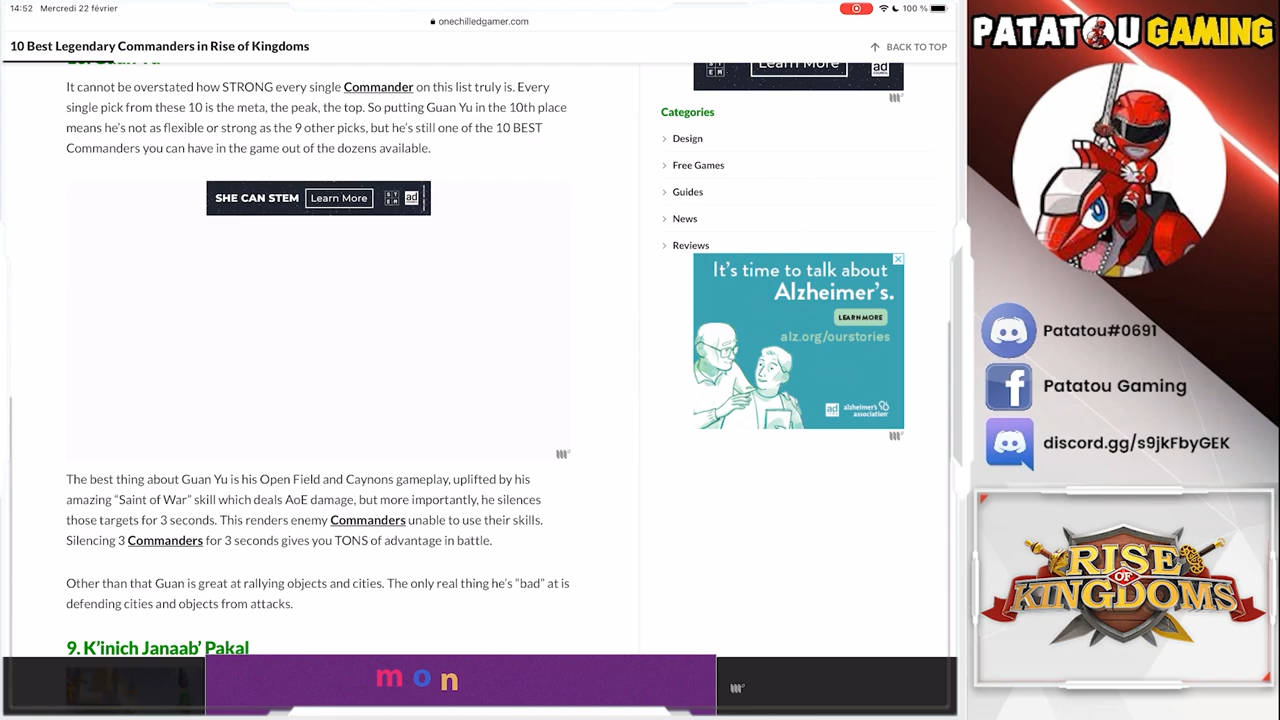 14:52 Mercredi 22 février
100 %
onechilledgamer.com
10 Best Legendary Commanders in Rise of Kingdoms
BACK TO TOP
It cannot be overstated how STRONG every single Commander on this list truly is. Every
single pick from these 10 is the meta, the peak, the top. So putting Guan Yu in the 10th place
means he's not as flexible or strong as the 9 other picks, but he's still one of the 10 BEST
Commanders you can have in the game out of the dozens available.
SHE CAN STEM Learn More STEM ad
The best thing about Guan Yu is his Open Field and Caynons gameplay, uplifted by his
amazing “Saint of War” skill which deals AoE damage, but more importantly, he silences
those targets for 3 seconds. This renders enemy Commanders unable to use their skills.
Silencing 3 Commanders for 3 seconds gives you TONS of advantage in battle.
Other than that Guan is great at rallying objects and cities. The only real thing he's “bad” at is
defending cities and objects from attacks.
9. K'inich Janaab' Pakal
mon
Learn More
Categories
Design
Free Games
Guides
News
Reviews
It's time to talk about
Alzheimer's.
LEARN MORE
alz.org/ourstories
ad alzheimer's association
PATATOU GAMING
Patatou#0691
Patatou Gaming
discord.gg/s9jkFbyGEK
RISE
OF
KINGDOMS